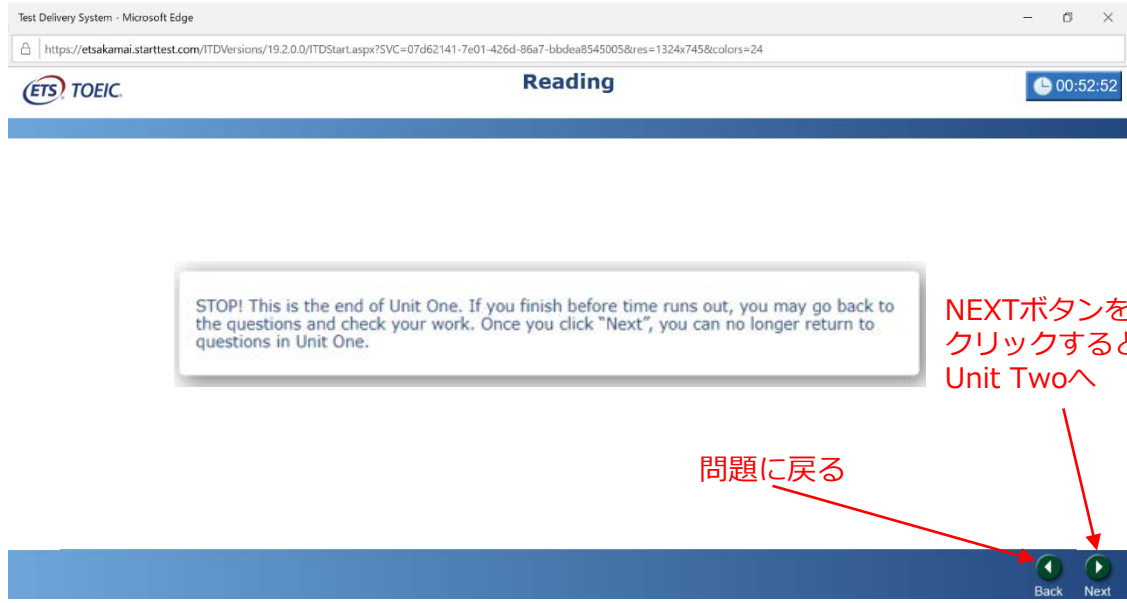 Test Delivery System - Microsoft Edge
https://etsakamai.starttest.com/ITDVersions/19.2.0.0/ITDStart.aspx?SVC=07d62141-7e01-426d-86a7-bbdea8545005&res=1324x745&colors=24
ETS TOEIC.
Reading
00:52:52
STOP! This is the end of Unit One. If you finish before time runs out, you may go back to
the questions and check your work. Once you click "Next", you can no longer return to
questions in Unit One.
NEXTボタンを
クリックすると
Unit Twoへ
問題に戻る
Back
Next